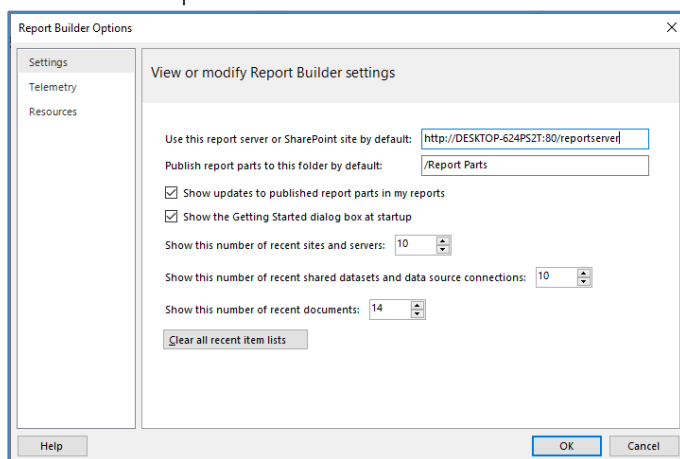 Report Builder Options
Settings
Telemetry
Resources
View or modify Report Builder settings
Use this report server or SharePoint site by default: http://DESKTOP-624PS2T:80/reportserver
Publish report parts to this folder by default: /Report Parts
Show updates to published report parts in my reports
Show the Getting Started dialog box at startup
Show this number of recent sites and servers: 10
Show this number of recent shared datasets and data source connections: 10
Show this number of recent documents: 14
Clear all recent item lists
Help OK Cancel